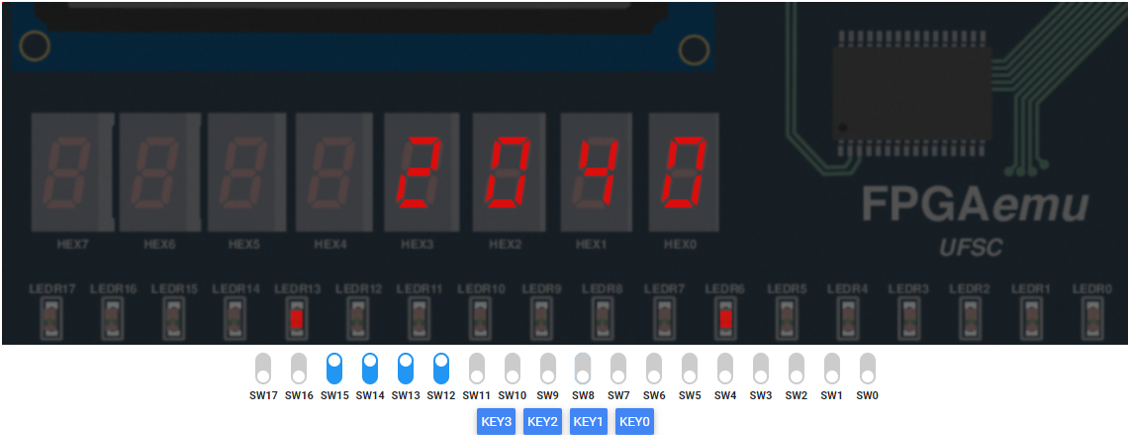 2040
HEX7 HEX6 HEX5 HEX4 HEX3 HEX2 HEX1 HEX0
FPGAemu
UFSC
LEDR17 LEDR16 LEDR15 LEDR14 LEDR13 LEDR12 LEDR11 LEDR10 LEDR9 LEDR8 LEDR7 LEDR6 LEDR5 LEDR4 LEDR3 LEDR2 LEDR1 LEDR0
SW17 SW16 SW15 SW14 SW13 SW12 SW11 SW10 SW9 SW8 SW7 SW6 SW5 SW4 SW3 SW2 SW1 SW0
KEY3 KEY2 KEY1 KEY0